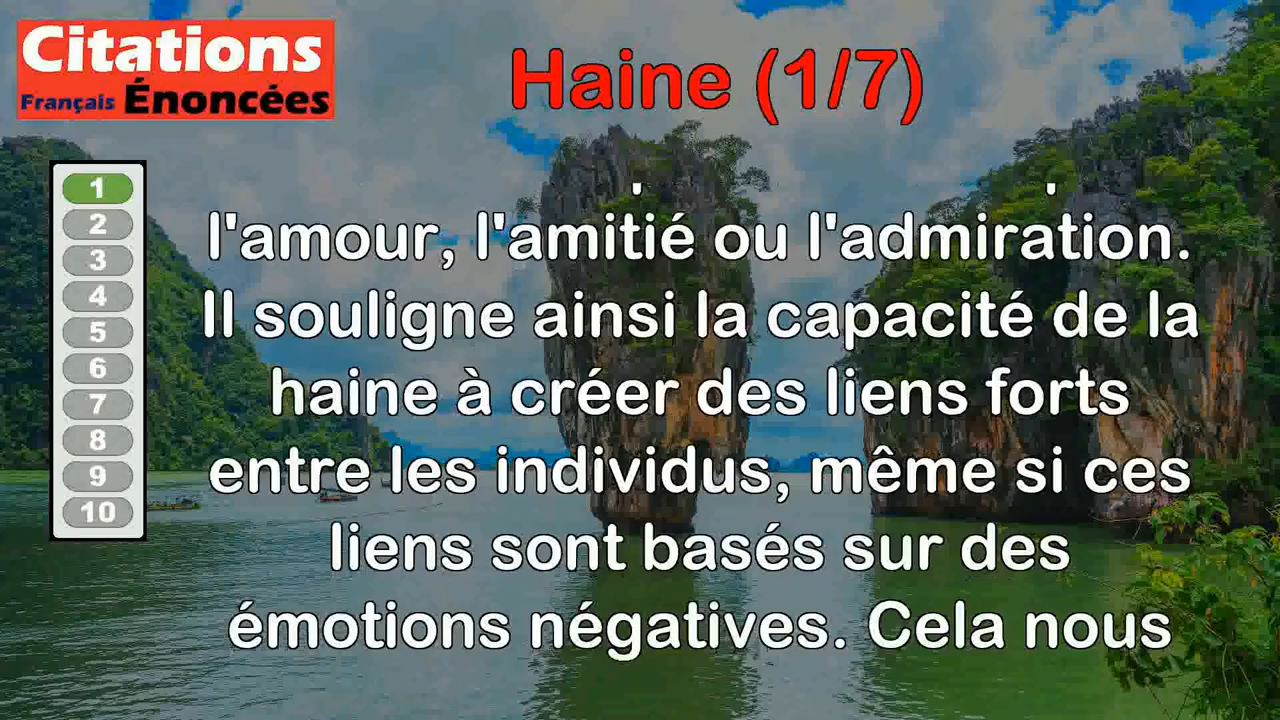 Citations
Français Énoncées
Haine (1/7)
1
2
3
4
5
6
7
8
9
10
l'amour, l'amitié ou l'admiration.
Il souligne ainsi la capacité de la
haine à créer des liens forts
entre les individus, même si ces
liens sont basés sur des
émotions négatives. Cela nous